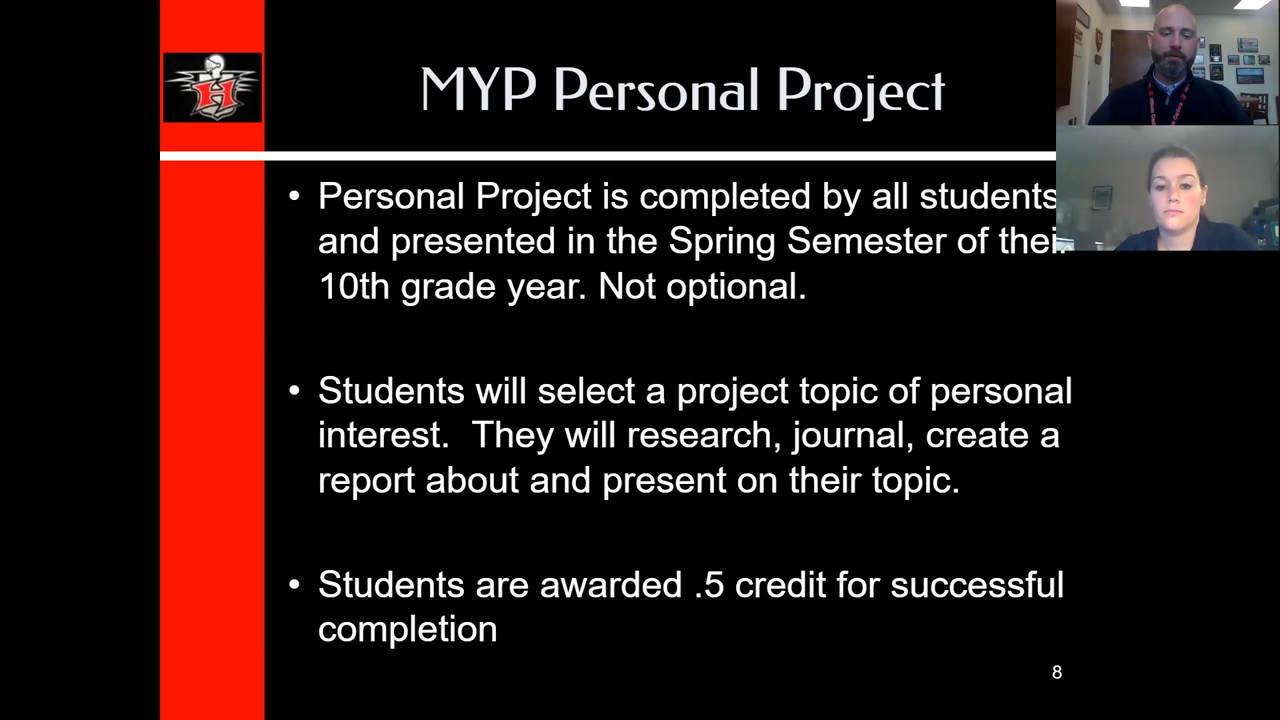 H
MYP Personal Project
• Personal Project is completed by all students
and presented in the Spring Semester of their
10th grade year. Not optional.
• Students will select a project topic of personal
interest.  They will research, journal, create a
report about and present on their topic.
• Students are awarded .5 credit for successful
completion
8